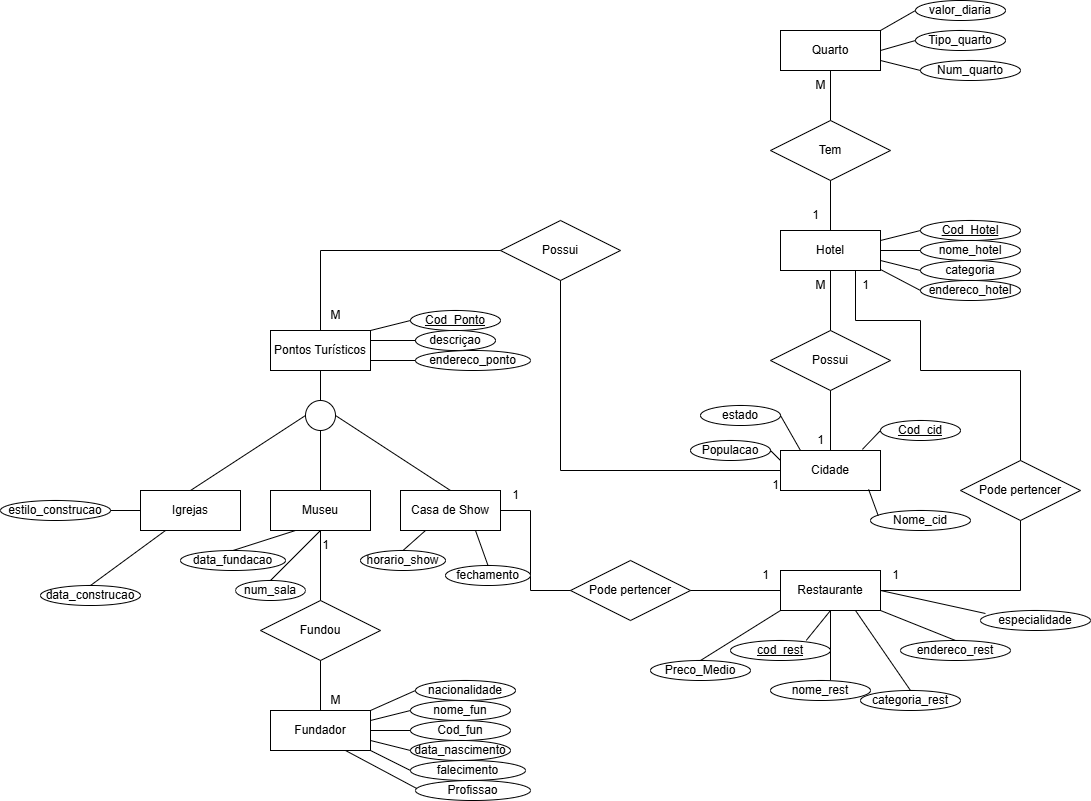 valor_diaria
Quarto
Tipo_quarto
Num_quarto
M
Tem
1
Hotel
Cod_Hotel
nome_hotel
categoria
endereco_hotel
M
1
Possui
M
Pontos Turísticos
Cod_Ponto
descriçao
endereco_ponto
Possui
estado
Cod_cid
Populacao
1
Cidade
1
Nome_cid
Pode pertencer
estilo_construcao
Igrejas
Museu
Casa de Show
1
data_construcao
data_fundacao
num_sala
1
horario_show
fechamento
Pode pertencer
1
Restaurante
1
especialidade
Fundou
cod_rest
endereco_rest
Preco_Medio
nome_rest
categoria_rest
M
Fundador
nacionalidade
nome_fun
Cod_fun
data_nascimento
falecimento
Profissao